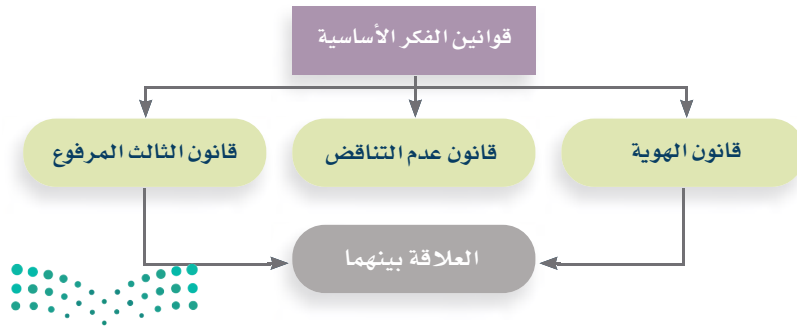 قوانين الفكر الأساسية
قانون الهوية
قانون عدم التناقض
قانون الثالث المرفوع
العلاقة بينهما